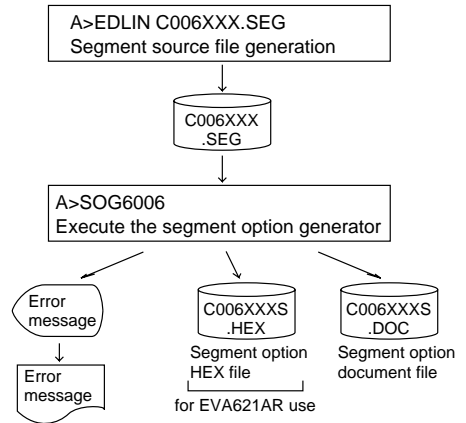 A>EDLIN C006XXX.SEG
Segment source file generation
C006XXX
.SEG
A>SOG6006
Execute the segment option generator
Error
message
C006XXXS
.HEX
C006XXXS
.DOC
Error
message
Segment option
HEX file
Segment option
document file
for EVA621AR use